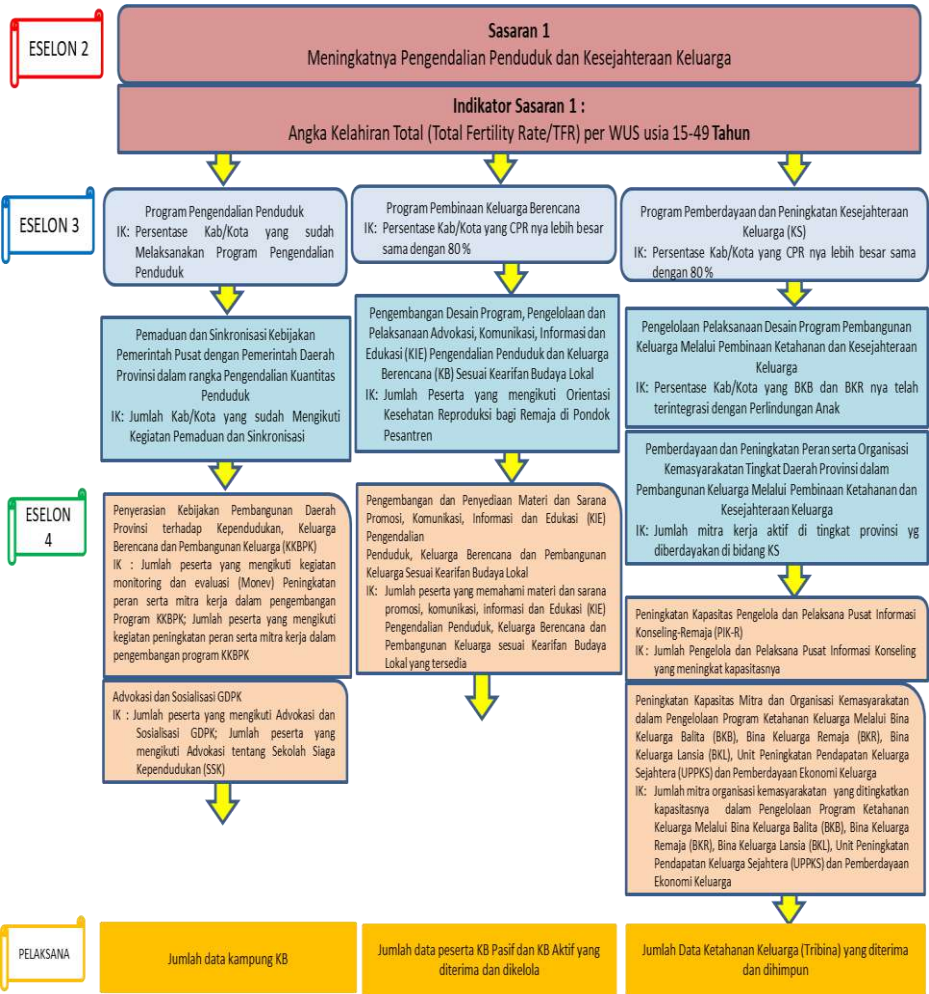 ESELON 2
Sasaran 1
Meningkatnya Pengendalian Penduduk dan Kesejahteraan Keluarga
Indikator Sasaran 1 :
Angka Kelahiran Total (Total Fertility Rate/TFR) per WUS usia 15-49 Tahun
ESELON 3
Program Pengendalian Penduduk
IK: Persentase Kab/Kota yang sudah
Melaksanakan Program Pengendalian
Penduduk
Program Pembinaan Keluarga Berencana
IK: Persentase Kab/Kota yang CPR nya lebih besar
sama dengan 80 %
Program Pemberdayaan dan Peningkatan Kesejahteraan
Keluarga (KS)
IK: Persentase Kab/Kota yang CPR nya lebih besar sama
dengan 80 %
Pemaduan dan Sinkronisasi Kebijakan
Pemerintah Pusat dengan Pemerintah Daerah
Provinsi dalam rangka Pengendalian Kuantitas
Penduduk
IK: Jumlah Kab/Kota yang sudah Mengikuti
Kegiatan Pemaduan dan Sinkronisasi
Pengembangan Desain Program, Pengelolaan dan
Pelaksanaan Advokasi, Komunikasi, Informasi dan
Edukasi (KIE) Pengendalian Penduduk dan Keluarga
Berencana (KB) Sesuai Kearifan Budaya Lokal
IK: Jumlah Peserta yang mengikuti Orientasi
Kesehatan Reproduksi bagi Remaja di Pondok
Pesantren
Pengelolaan Pelaksanaan Desain Program Pembangunan
Keluarga Melalui Pembinaan Ketahanan dan Kesejahteraan
Keluarga
IK: Persentase Kab/Kota yang BKB dan BKR nya telah
terintegrasi dengan Perlindungan Anak
Pemberdayaan dan Peningkatan Peran serta Organisasi
Kemasyarakatan Tingkat Daerah Provinsi dalam
Pembangunan Keluarga Melalui Pembinaan Ketahanan dan
Kesejahteraan Keluarga
IK: Jumlah mitra kerja aktif di tingkat provinsi yg
diberdayakan di bidang KS
ESELON
4
Penyerasian Kebijakan Pembangunan Daerah
Provinsi terhadap Kependudukan, Keluarga
Berencana dan Pembangunan Keluarga (KKBPK)
IK : Jumlah peserta yang mengikuti kegiatan
monitoring dan evaluasi (Monev) Peningkatan
peran serta mitra kerja dalam pengembangan
Program KKBPK; Jumlah peserta yang mengikuti
kegiatan peningkatan peran serta mitra kerja dalam
pengembangan program KKBPK
Advokasi dan Sosialisasi GDPK
IK : Jumlah peserta yang mengikuti Advokasi dan
Sosialisasi GDPK; Jumlah peserta yang
mengikuti Advokasi tentang Sekolah Siaga
Kependudukan (SSK)
Pengembangan dan Penyediaan Materi dan Sarana
Promosi, Komunikasi, Informasi dan Edukasi (KIE)
Pengendalian
Penduduk, Keluarga Berencana dan Pembangunan
Keluarga Sesuai Kearifan Budaya Lokal
IK: Jumlah peserta yang memahami materi dan sarana
promosi, komunikasi, informasi dan Edukasi (KIE)
Pengendalian Penduduk, Keluarga Berencana dan
Pembangunan Keluarga sesuai Kearifan Budaya
Lokal yang tersedia
Peningkatan Kapasitas Pengelola dan Pelaksana Pusat Informasi
Konseling-Remaja (PIK-R)
IK : Jumlah Pengelola dan Pelaksana Pusat Informasi Konseling
yang meningkat kapasitasnya
Peningkatan Kapasitas Mitra dan Organisasi Kemasyarakatan
dalam Pengelolaan Program Ketahanan Keluarga Melalui Bina
Keluarga Balita (BKB), Bina Keluarga Remaja (BKR), Bina
Keluarga Lansia (BKL), Unit Peningkatan Pendapatan Keluarga
Sejahtera (UPPKS) dan Pemberdayaan Ekonomi Keluarga
IK: Jumlah mitra organisasi kemasyarakatan yang ditingkatkan
kapasitasnya dalam Pengelolaan Program Ketahanan
Keluarga Melalui Bina Keluarga Balita (BKB), Bina Keluarga
Remaja (BKR), Bina Keluarga Lansia (BKL), Unit Peningkatan
Pendapatan Keluarga Sejahtera (UPPKS) dan Pemberdayaan
Ekonomi Keluarga
PELAKSANA
Jumlah data kampung KB
Jumlah data peserta KB Pasif dan KB Aktif yang
diterima dan dikelola
Jumlah Data Ketahanan Keluarga (Tribina) yang diterima
dan dihimpun